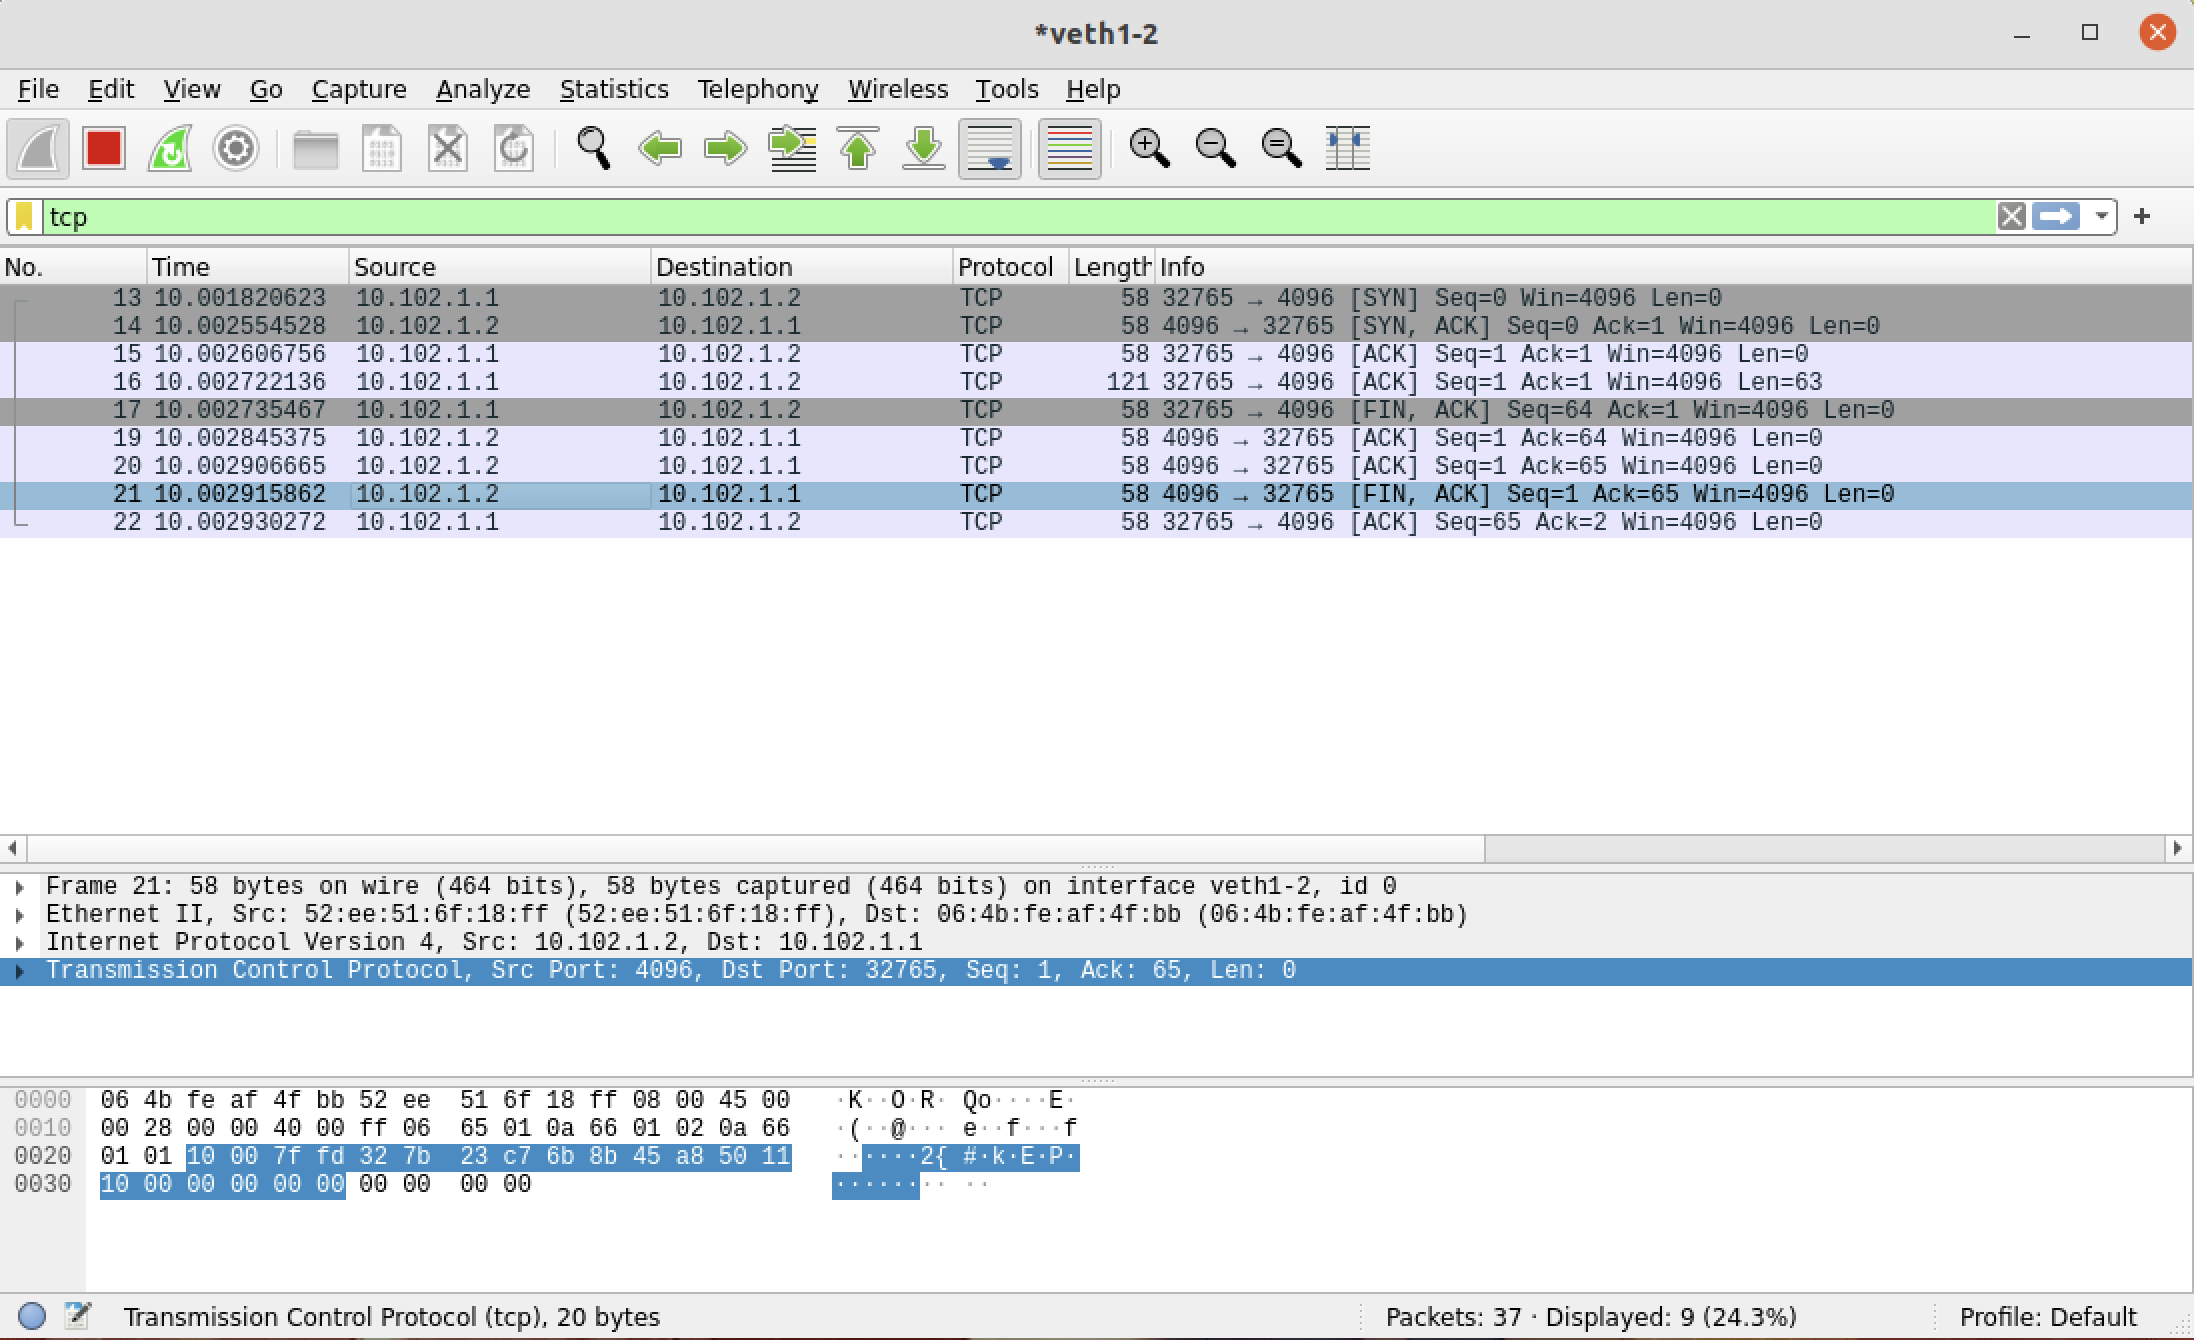 *veth1-2
File Edit View Go Capture Analyze Statistics Telephony Wireless Tools Help
tcp
No. Time Source Destination Protocol Length Info
13 10.001820623 10.102.1.1 10.102.1.2 TCP 58 32765 → 4096 [SYN] Seq=0 Win=4096 Len=0
14 10.002554528 10.102.1.2 10.102.1.1 TCP 58 4096 → 32765 [SYN, ACK] Seq=0 Ack=1 Win=4096 Len=0
15 10.002606756 10.102.1.1 10.102.1.2 TCP 58 32765 → 4096 [ACK] Seq=1 Ack=1 Win=4096 Len=0
16 10.002722136 10.102.1.1 10.102.1.2 TCP 121 32765 → 4096 [ACK] Seq=1 Ack=1 Win=4096 Len=63
17 10.002735467 10.102.1.1 10.102.1.2 TCP 58 32765 → 4096 [FIN, ACK] Seq=64 Ack=1 Win=4096 Len=0
19 10.002845375 10.102.1.2 10.102.1.1 TCP 58 4096 → 32765 [ACK] Seq=1 Ack=64 Win=4096 Len=0
20 10.002906665 10.102.1.2 10.102.1.1 TCP 58 4096 → 32765 [ACK] Seq=1 Ack=65 Win=4096 Len=0
21 10.002915862 10.102.1.2 10.102.1.1 TCP 58 4096 → 32765 [FIN, ACK] Seq=1 Ack=65 Win=4096 Len=0
22 10.002930272 10.102.1.1 10.102.1.2 TCP 58 32765 → 4096 [ACK] Seq=65 Ack=2 Win=4096 Len=0
Frame 21: 58 bytes on wire (464 bits), 58 bytes captured (464 bits) on interface veth1-2, id 0
Ethernet II, Src: 52:ee:51:6f:18:ff (52:ee:51:6f:18:ff), Dst: 06:4b:fe:af:4f:bb (06:4b:fe:af:4f:bb)
Internet Protocol Version 4, Src: 10.102.1.2, Dst: 10.102.1.1
Transmission Control Protocol, Src Port: 4096, Dst Port: 32765, Seq: 1, Ack: 65, Len: 0
0000 06 4b fe af 4f bb 52 ee 51 6f 18 ff 08 00 45 00 ·K··O·R· Qo····E·
0010 00 28 00 00 40 00 ff 06 65 01 0a 66 01 02 0a 66 ·(··@··· e··f···f
0020 01 01 10 00 7f fd 32 7b 23 c7 6b 8b 45 a8 50 11 ······2{ #·k·E·P·
0030 10 00 00 00 00 00 00 00 00 00 ········ ··
Transmission Control Protocol (tcp), 20 bytes Packets: 37 · Displayed: 9 (24.3%) Profile: Default